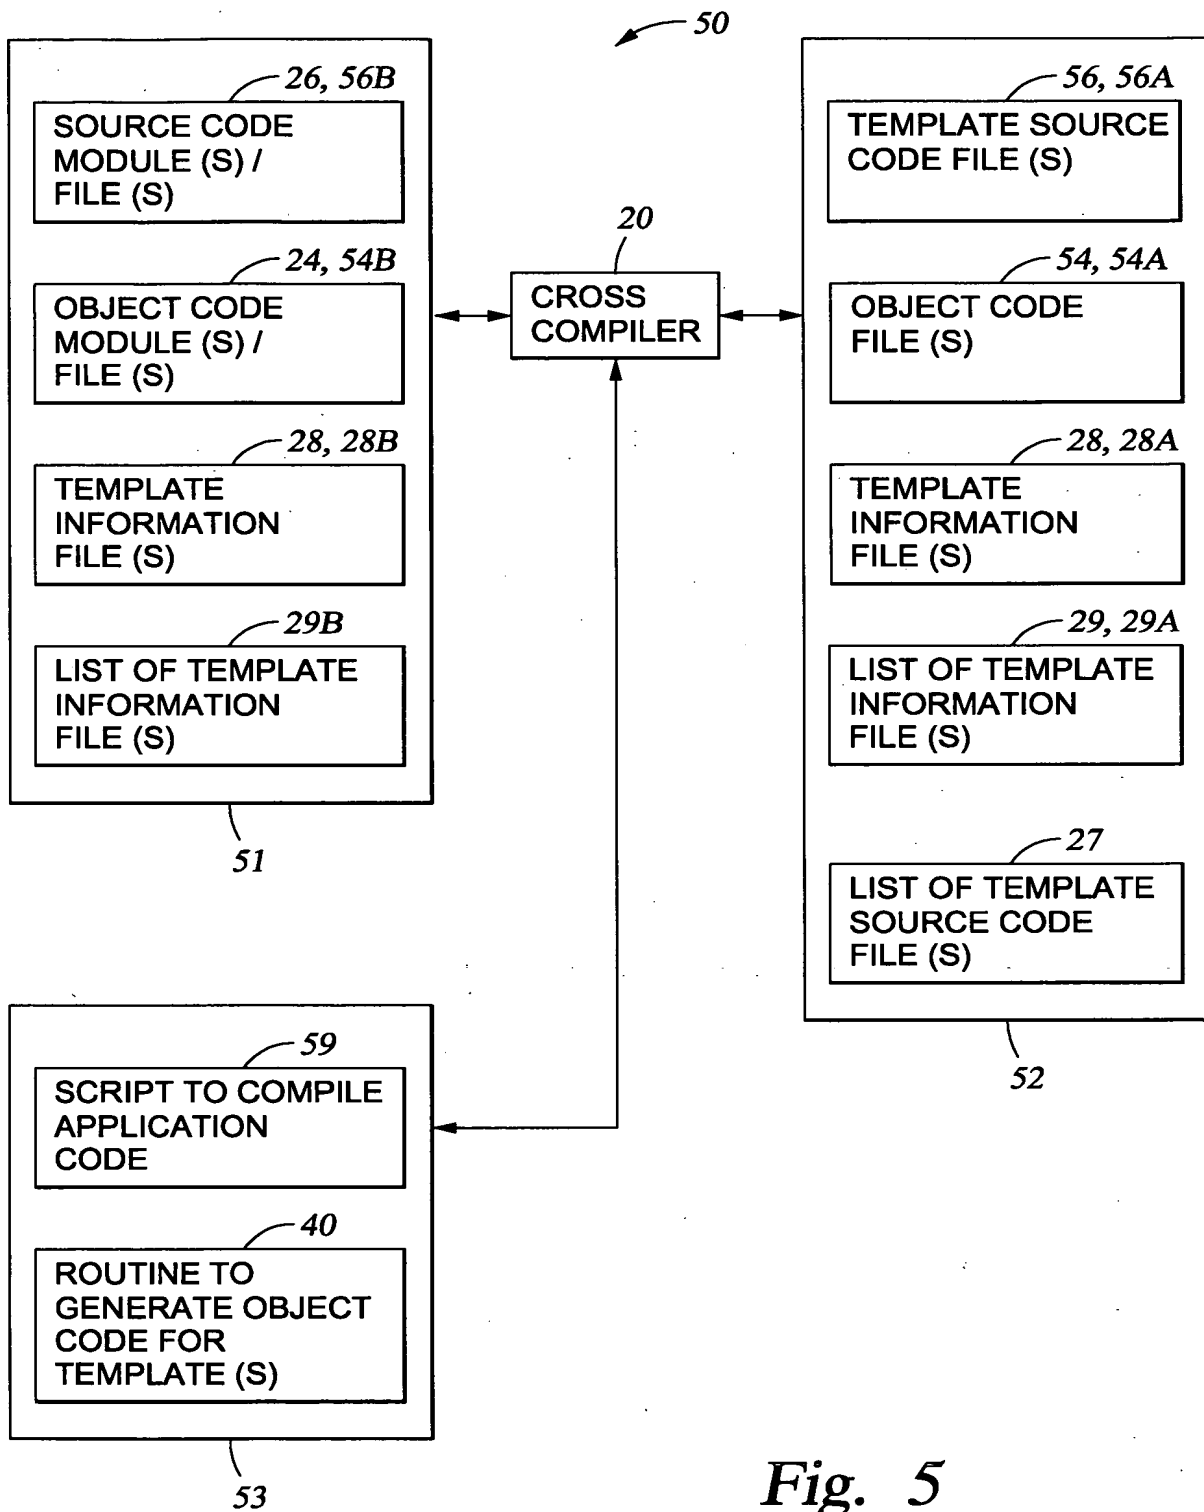 50
26, 56B
SOURCE CODE
MODULE (S) /
FILE (S)
24, 54B
OBJECT CODE
MODULE (S) /
FILE (S)
28, 28B
TEMPLATE
INFORMATION
FILE (S)
29B
LIST OF TEMPLATE
INFORMATION
FILE (S)
51
20
CROSS
COMPILER
56, 56A
TEMPLATE SOURCE
CODE FILE (S)
54, 54A
OBJECT CODE
FILE (S)
28, 28A
TEMPLATE
INFORMATION
FILE (S)
29, 29A
LIST OF TEMPLATE
INFORMATION
FILE (S)
27
LIST OF TEMPLATE
SOURCE CODE
FILE (S)
52
59
SCRIPT TO COMPILE
APPLICATION
CODE
40
ROUTINE TO
GENERATE OBJECT
CODE FOR
TEMPLATE (S)
53
Fig. 5